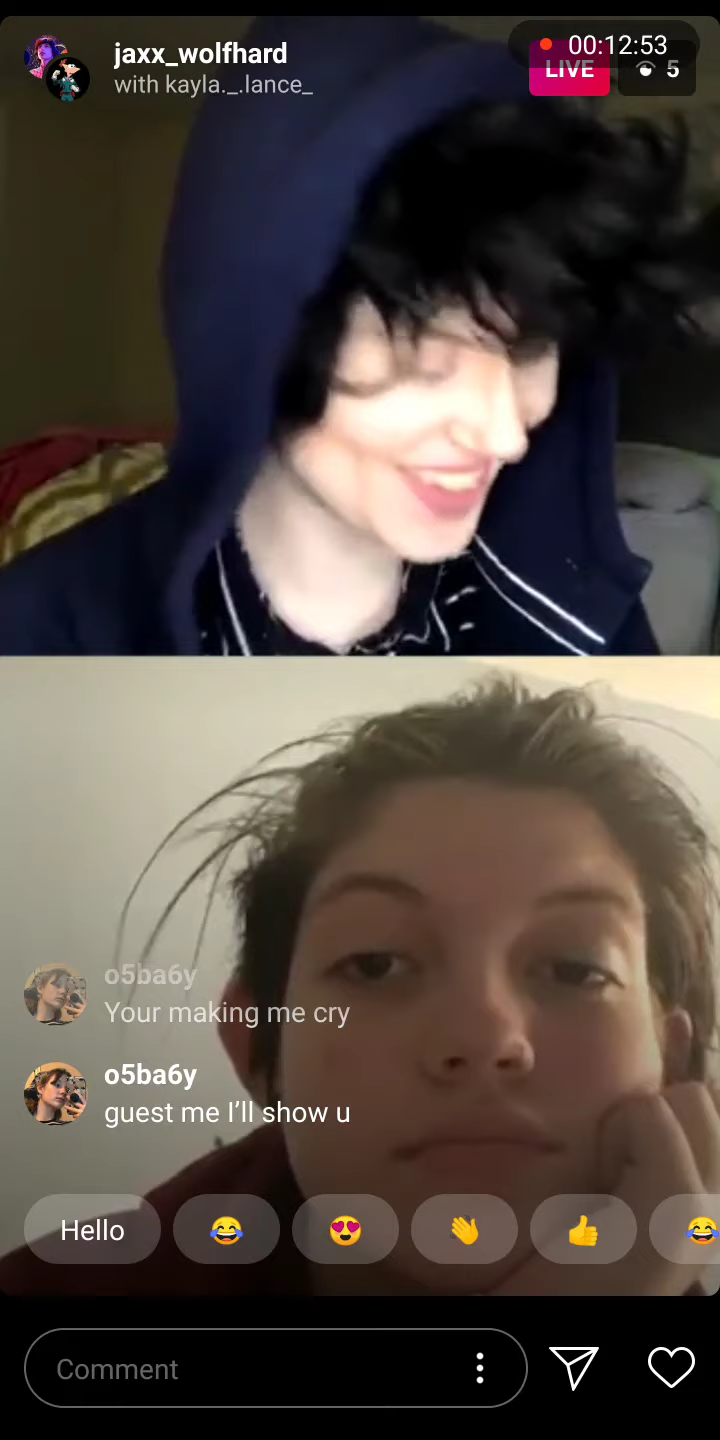 jaxx_wolfhard
with kayla._.lance_
00:12:53
LIVE
5
o5ba6y
Your making me cry
o5ba6y
guest me I’ll show u
Hello
Comment